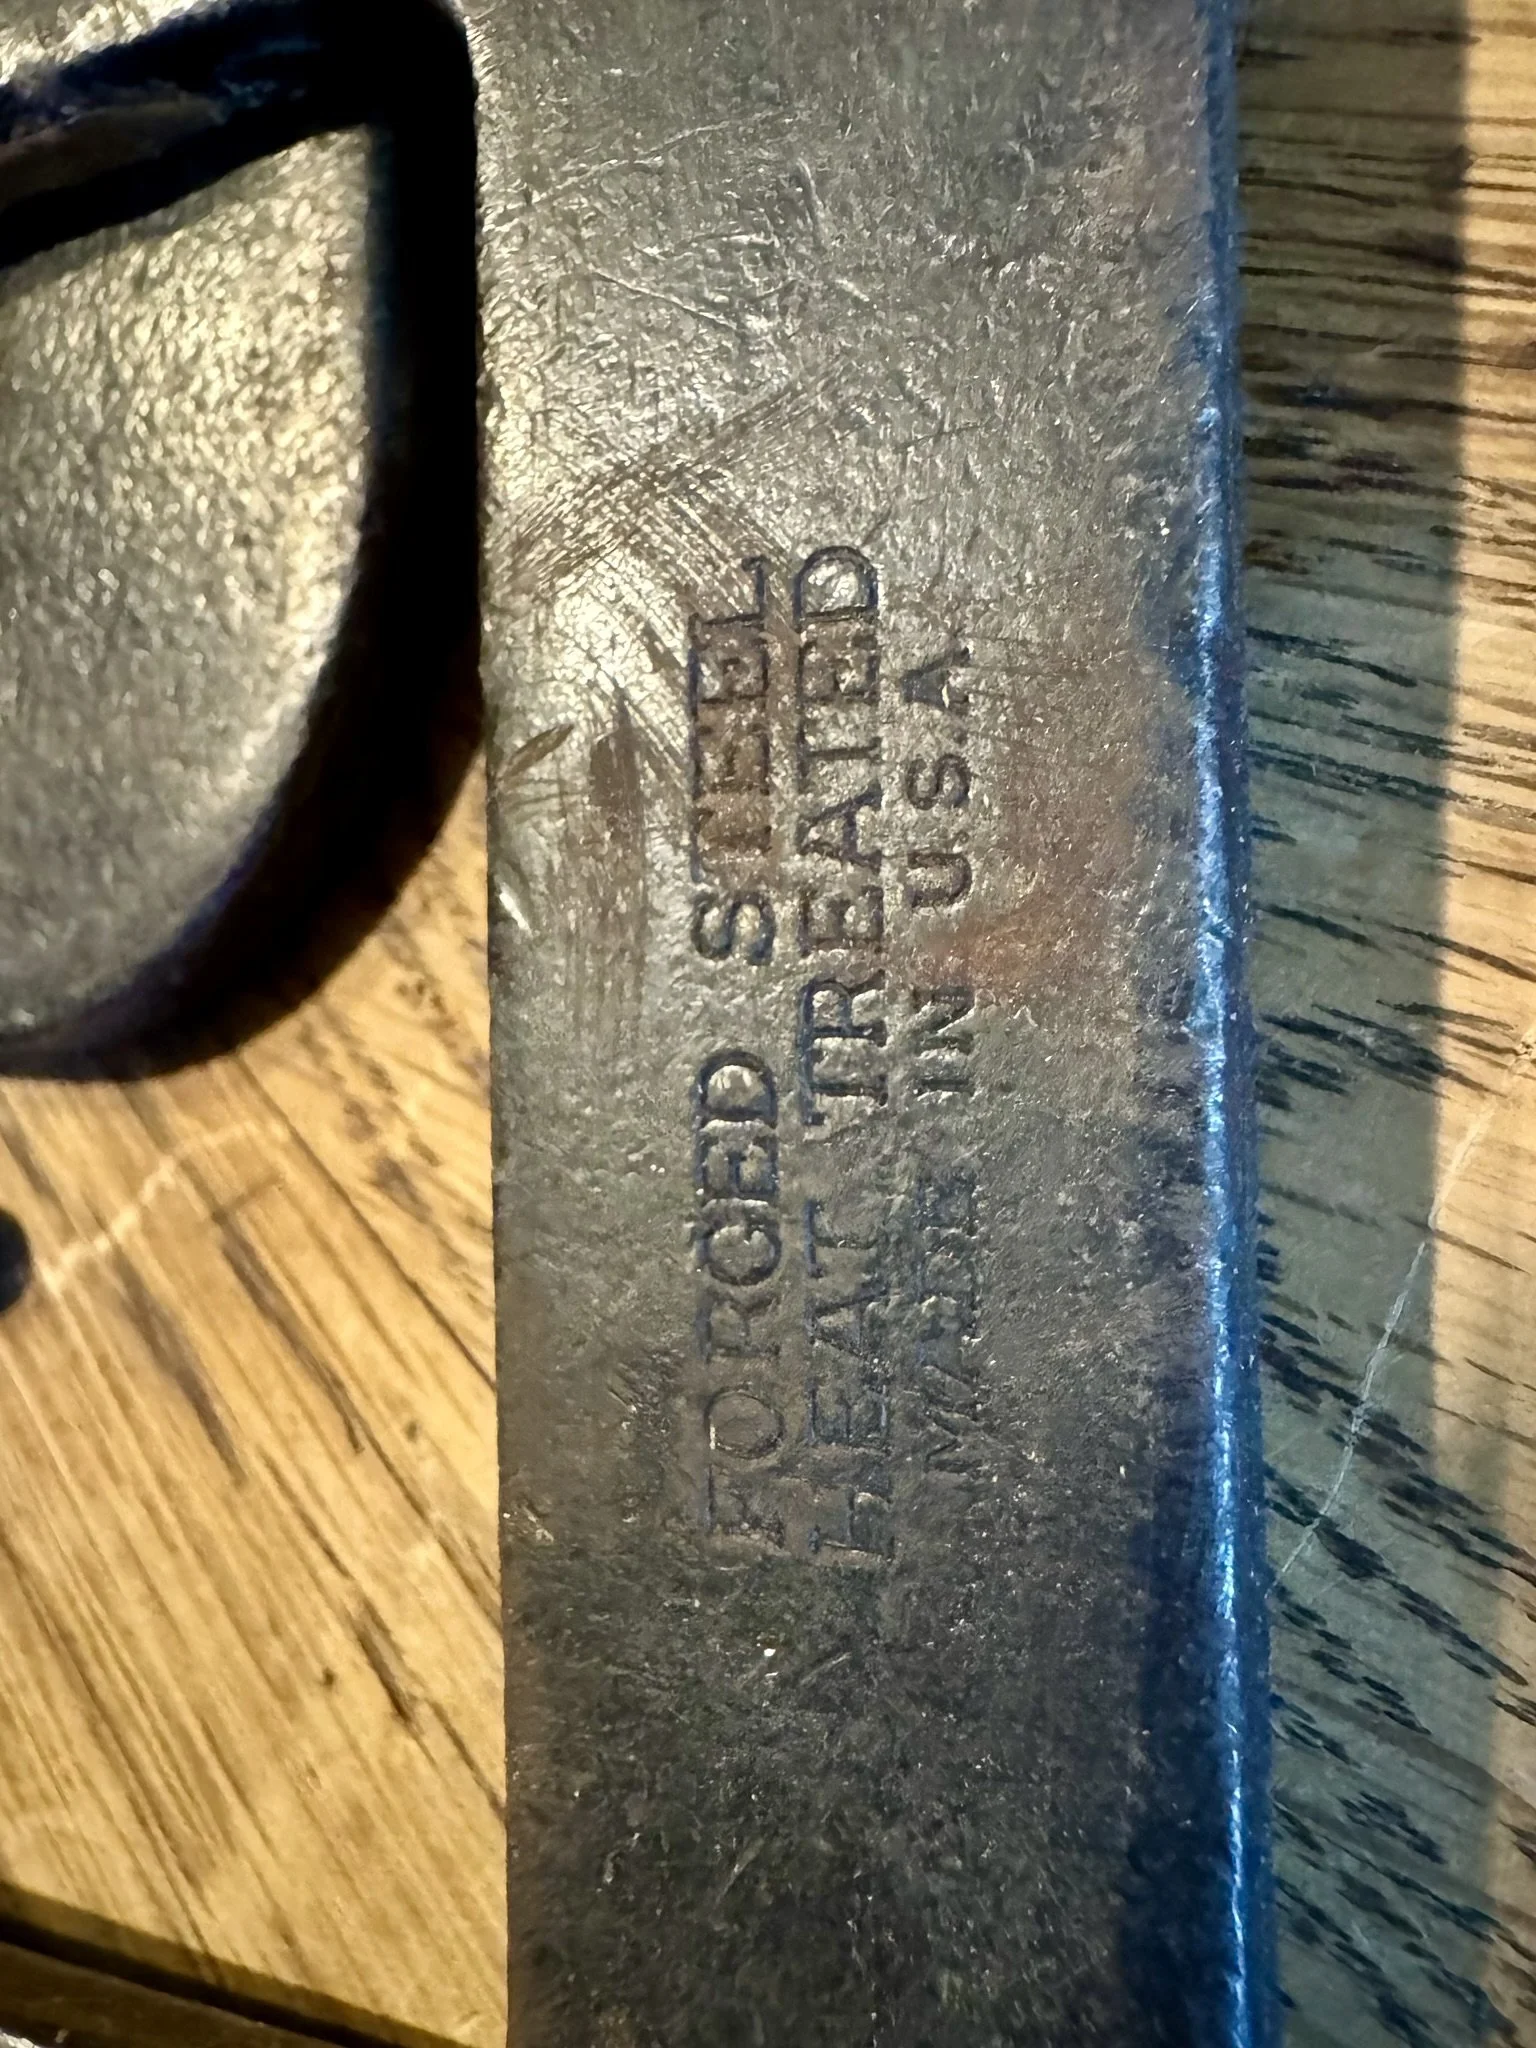 FORGED STEEL
HEAT TREATED
MADE IN U.S.A